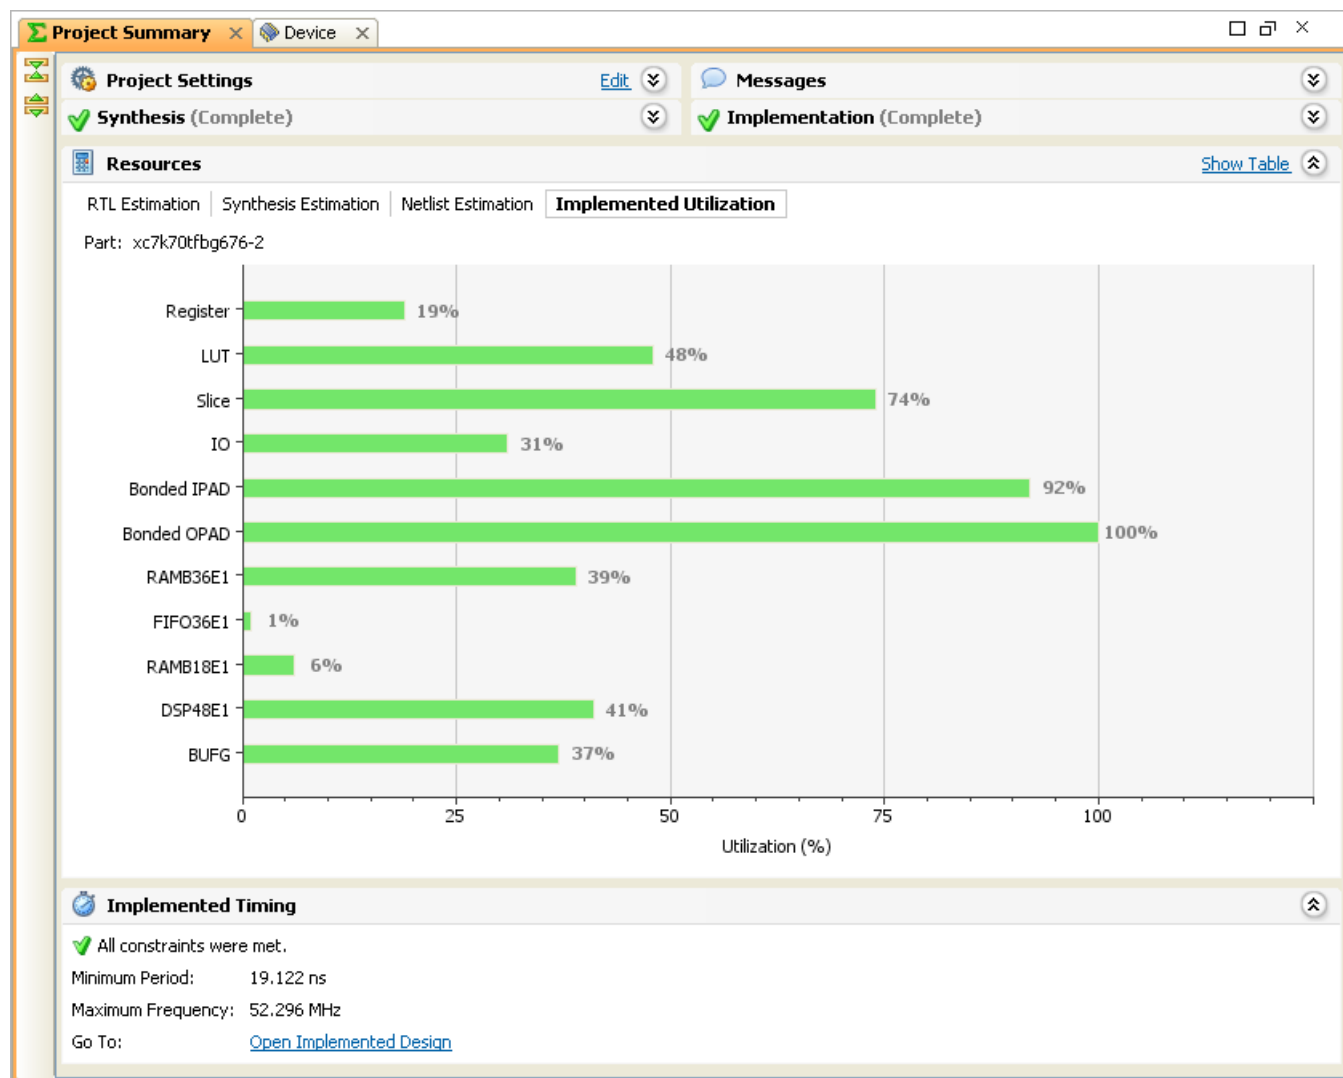 Project Summary Device
Project Settings Edit Messages
Synthesis (Complete) Implementation (Complete)
Resources Show Table
RTL Estimation Synthesis Estimation Netlist Estimation Implemented Utilization
Part: xc7k70tfbg676-2
Register 19%
LUT 48%
Slice 74%
IO 31%
Bonded IPAD 92%
Bonded OPAD 100%
RAMB36E1 39%
FIFO36E1 1%
RAMB18E1 6%
DSP48E1 41%
BUFG 37%
0 25 50 75 100
Utilization (%)
Implemented Timing
All constraints were met.
Minimum Period: 19.122 ns
Maximum Frequency: 52.296 MHz
Go To: Open Implemented Design